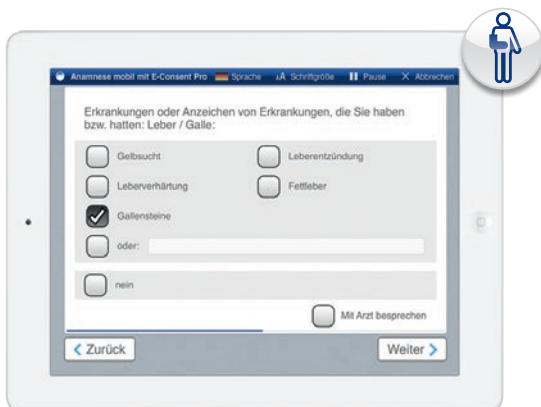 Anamnese mobil mit E-Consent Pro Sprache AA Schriftgröße Pause Abbrechen
Erkrankungen oder Anzeichen von Erkrankungen, die Sie haben
bzw. hatten: Leber / Galle:
Gelbsucht Leberentzündung
Leberverhärtung Fettleber
Gallensteine
oder:
nein
Mit Arzt besprechen
Zurück Weiter